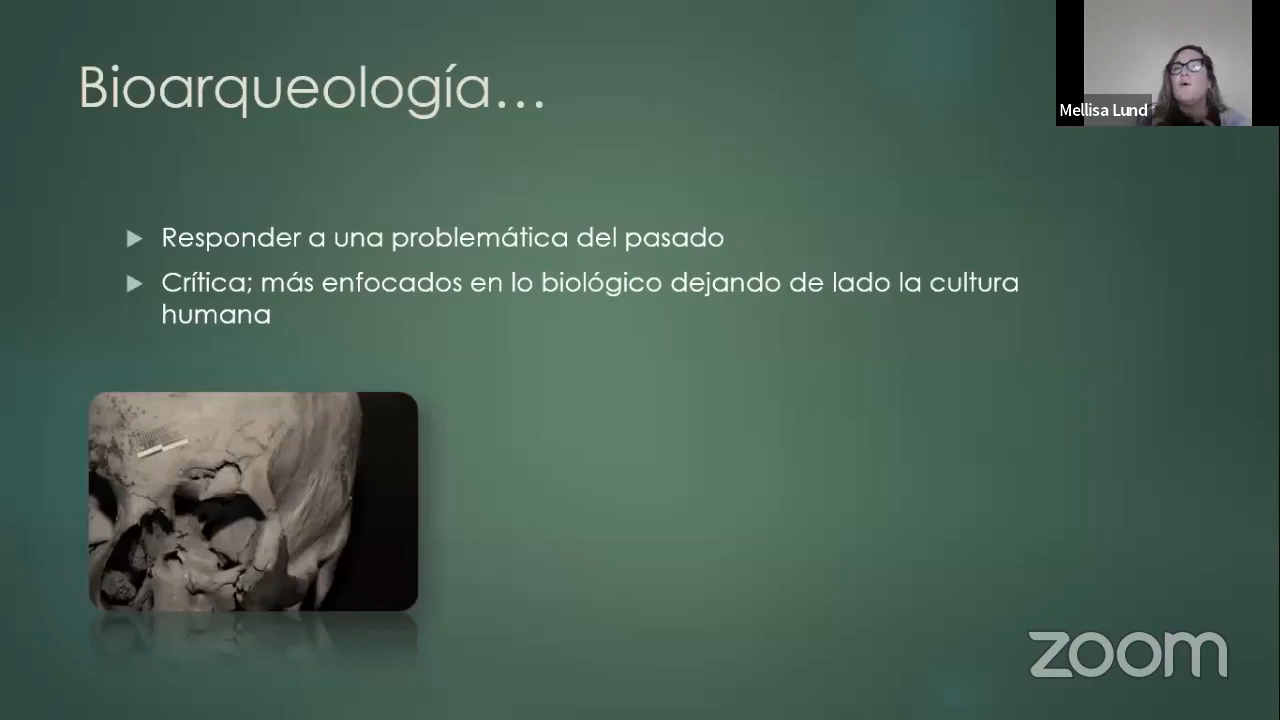 Bioarqueología...
Mellisa Lund
Responder a una problemática del pasado
Crítica; más enfocados en lo biológico dejando de lado la cultura
humana
zoom